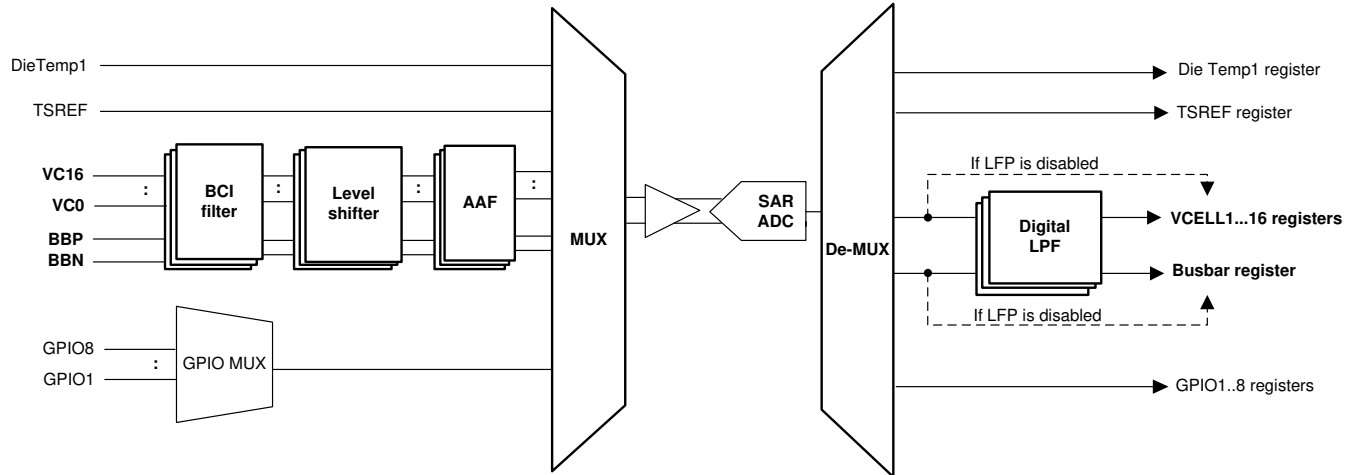 DieTemp1
TSREF
VC16
:
VC0
BBP
BBN
BCI
filter
:
Level
shifter
:
AAF
:
GPIO8
:
GPIO1
GPIO MUX
MUX
SAR
ADC
De-MUX
Die Temp1 register
TSREF register
If LFP is disabled
Digital
LPF
VCELL1...16 registers
Busbar register
If LFP is disabled
GPIO1..8 registers